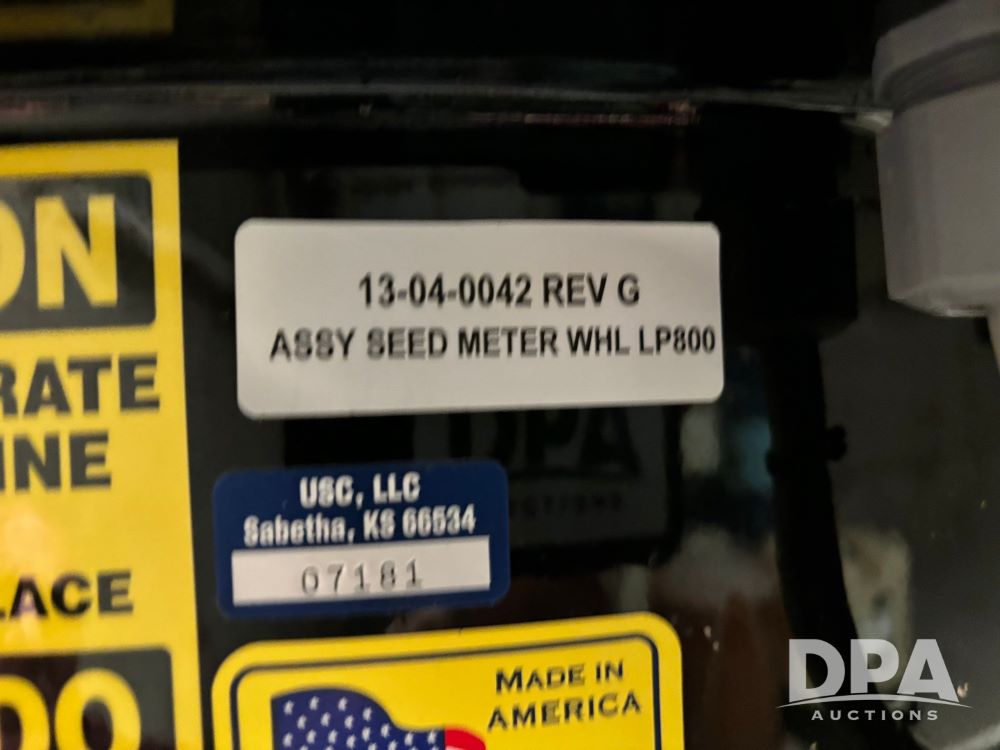 ON
RATE
INE
LACE
OO
13-04-0042 REV G
ASSY SEED METER WHL LP800
USC, LLC
Sabetha, KS 66534
07181
MADE IN
AMERICA
DPA
AUCTIONS